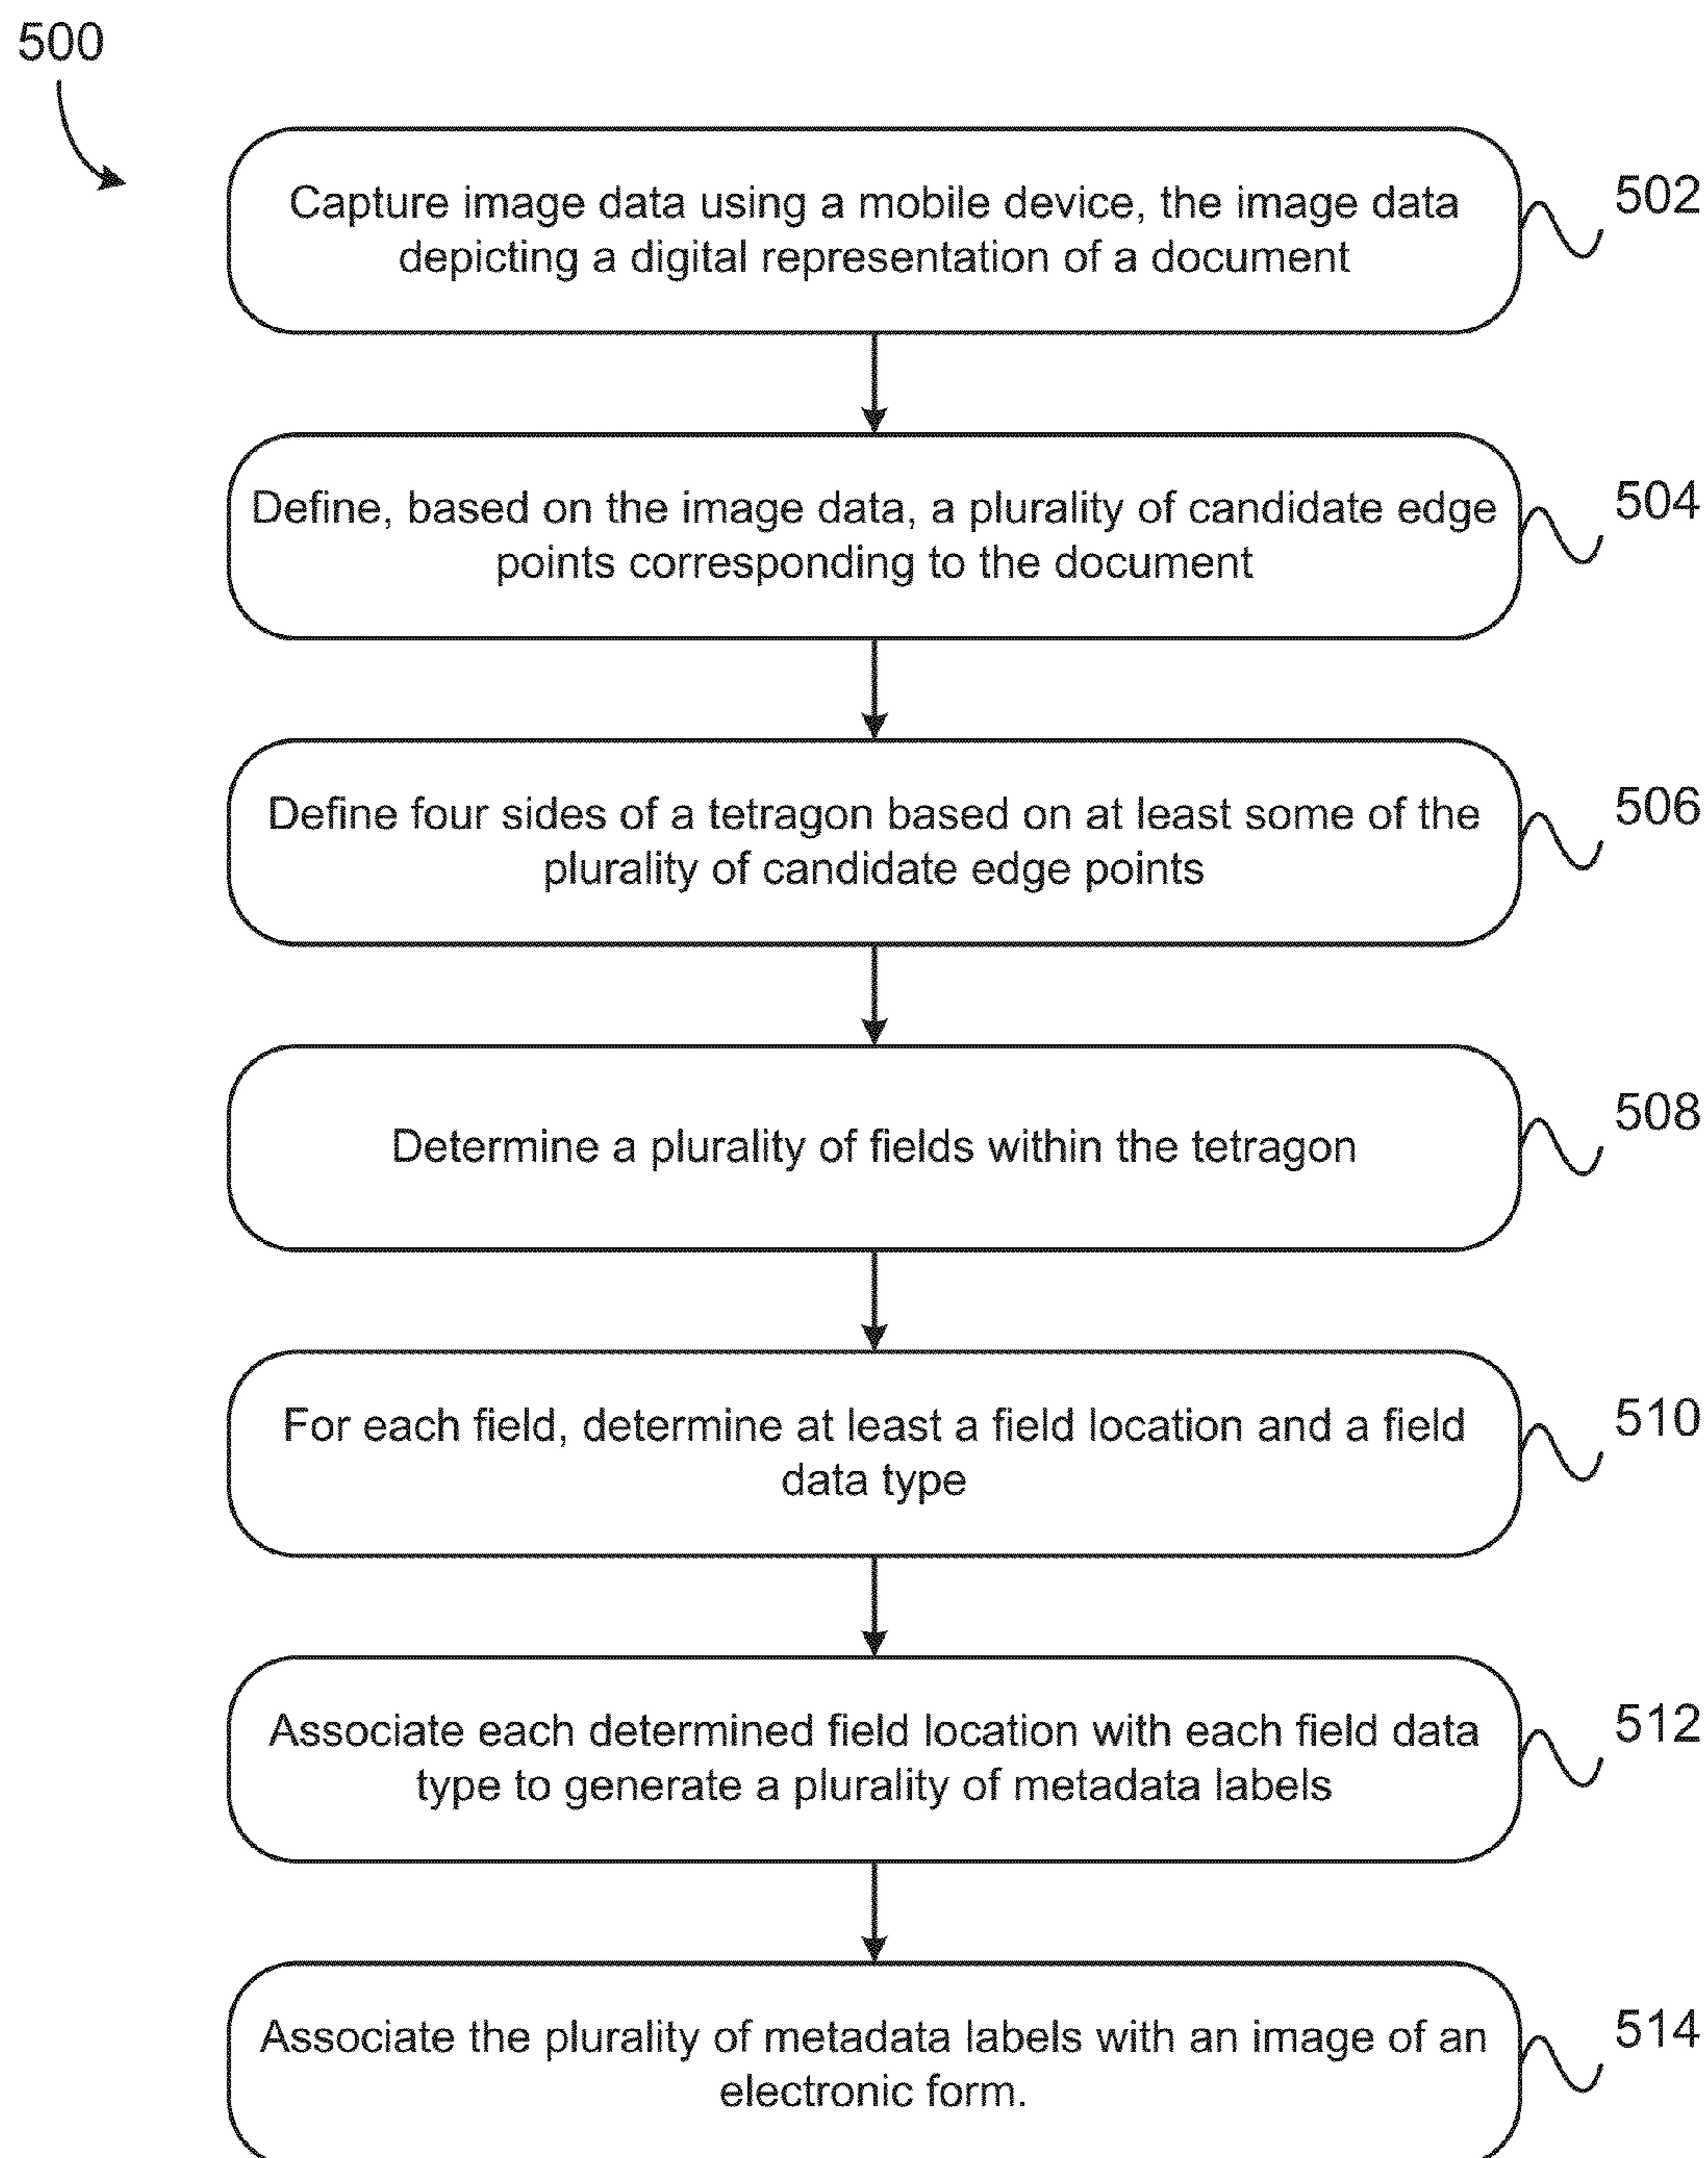 500
Capture image data using a mobile device, the image data
depicting a digital representation of a document
502
Define, based on the image data, a plurality of candidate edge
points corresponding to the document
504
Define four sides of a tetragon based on at least some of the
plurality of candidate edge points
506
Determine a plurality of fields within the tetragon
508
For each field, determine at least a field location and a field
data type
510
Associate each determined field location with each field data
type to generate a plurality of metadata labels
512
Associate the plurality of metadata labels with an image of an
electronic form.
514